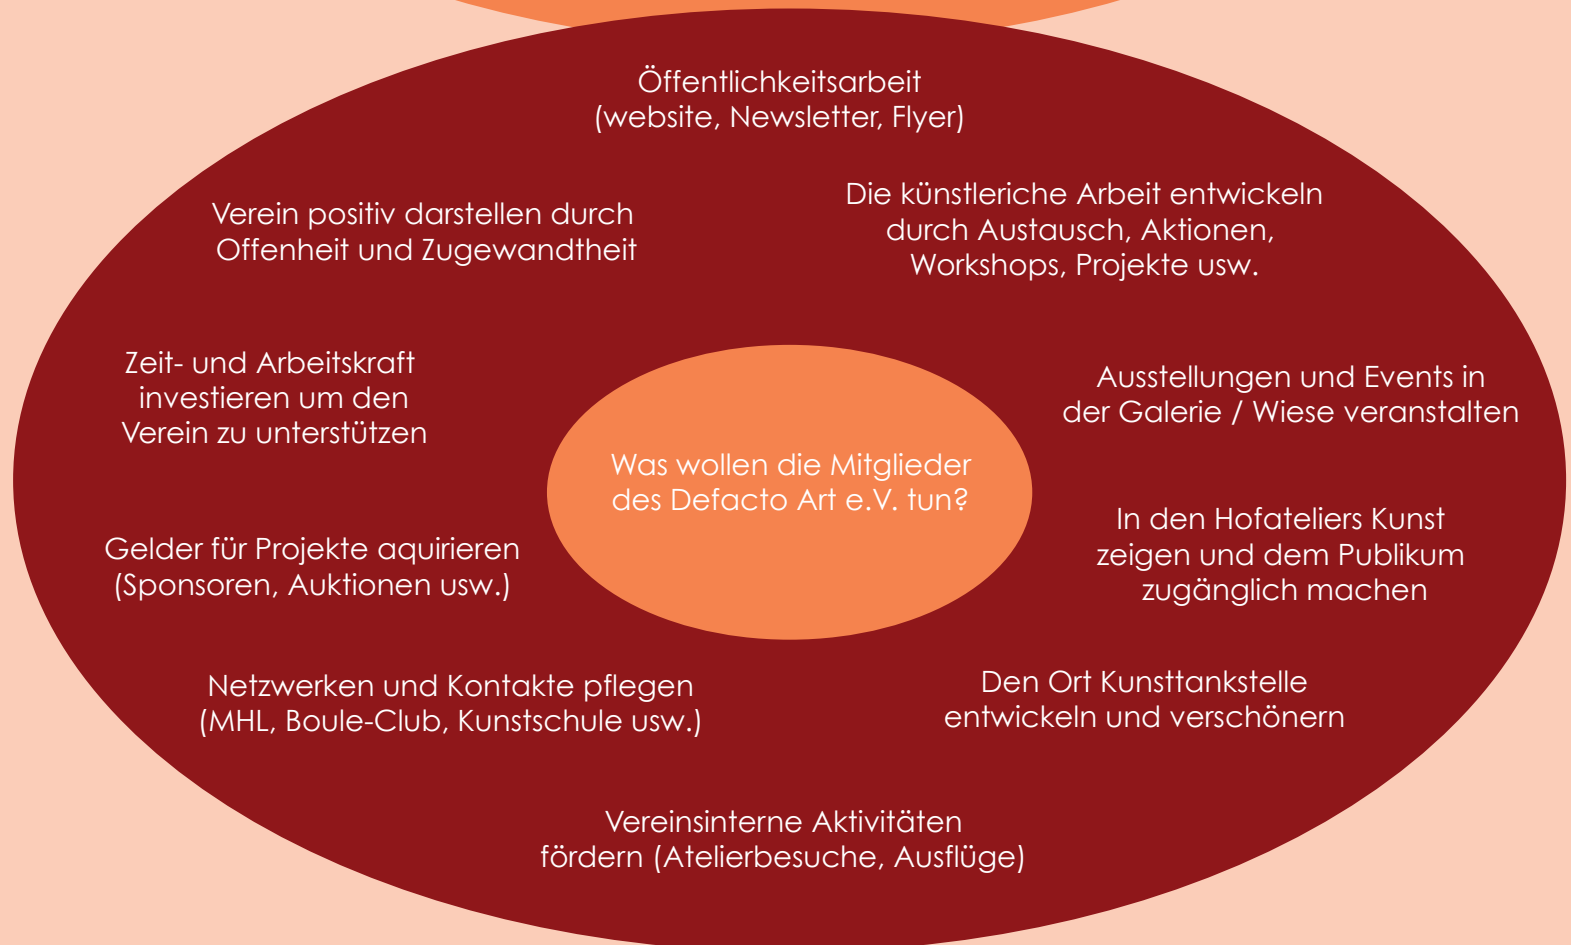 Öffentlichkeitsarbeit
(website, Newsletter, Flyer)
Verein positiv darstellen durch
Offenheit und Zugewandtheit
Die künstleriche Arbeit entwickeln
durch Austausch, Aktionen,
Workshops, Projekte usw.
Zeit- und Arbeitskraft
investieren um den
Verein zu unterstützen
Ausstellungen und Events in
der Galerie / Wiese veranstalten
Was wollen die Mitglieder
des Defacto Art e.V. tun?
Gelder für Projekte aquirieren
(Sponsoren, Auktionen usw.)
In den Hofateliers Kunst
zeigen und dem Publikum
zugänglich machen
Netzwerken und Kontakte pflegen
(MHL, Boule-Club, Kunstschule usw.)
Den Ort Kunsttankstelle
entwickeln und verschönern
Vereinsinterne Aktivitäten
fördern (Atelierbesuche, Ausflüge)